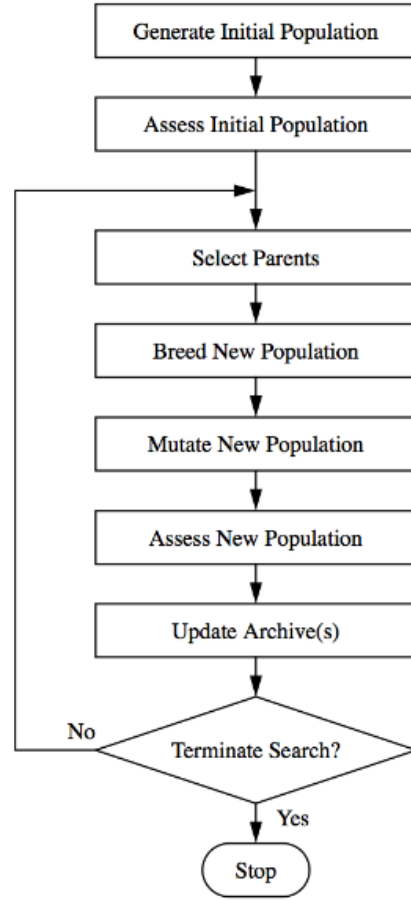 Generate Initial Population
Assess Initial Population
Select Parents
Breed New Population
Mutate New Population
Assess New Population
Update Archive(s)
No
Terminate Search?
Yes
Stop